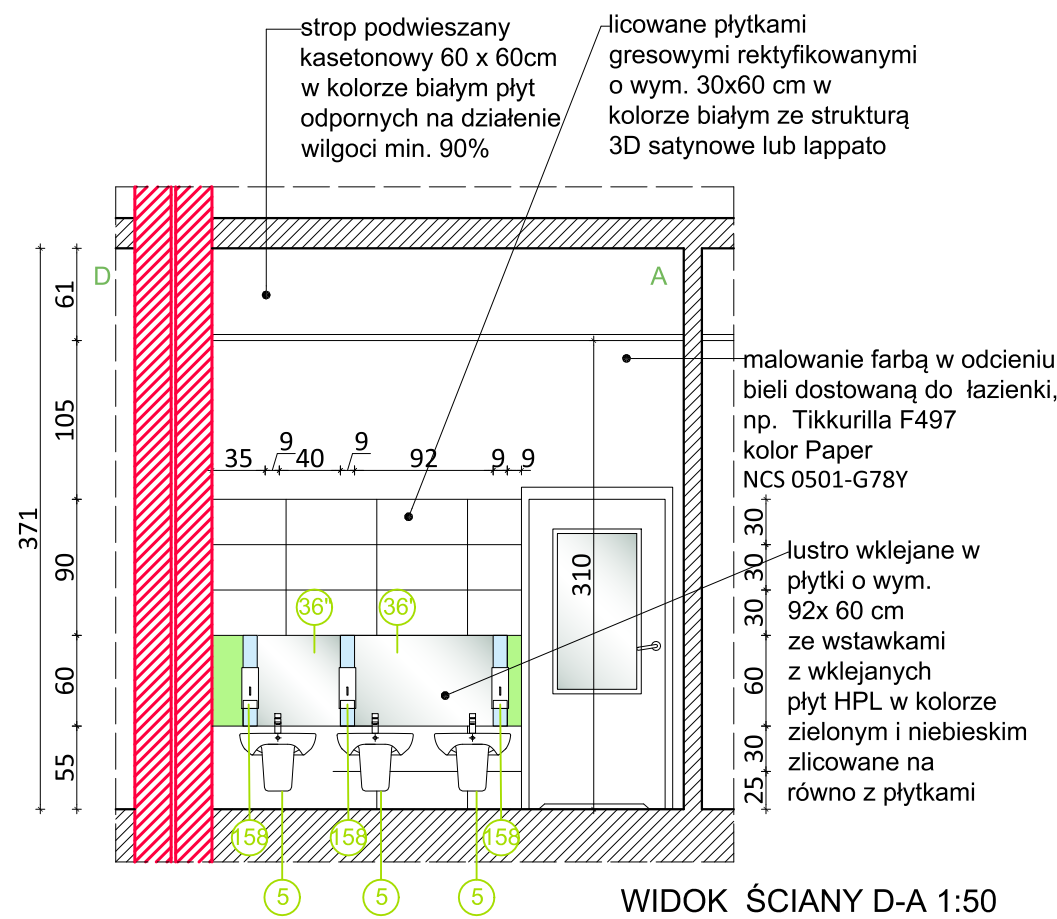 strop podwieszany
kasetonowy 60 x 60cm
w kolorze białym płyt
odpornych na działenie
wilgoci min. 90%
licowane płytkami
gresowymi rektyfikowanymi
o wym. 30x60 cm w
kolorze białym ze strukturą
3D satynowe lub lappato
D
A
61
105
371
90
60
55
35
9
40
9
92
9
9
310
malowanie farbą w odcieniu
bieli dostowaną do łazienki,
np. Tikkurilla F497
kolor Paper
NCS 0501-G78Y
30
30
30
60
30
25
lustro wklejane w
płytki o wym.
92x 60 cm
ze wstawkami
z wklejanych
płyt HPL w kolorze
zielonym i niebieskim
zlicowane na
równo z płytkami
36'
36'
158
158
158
5
5
5
WIDOK ŚCIANY D-A 1:50